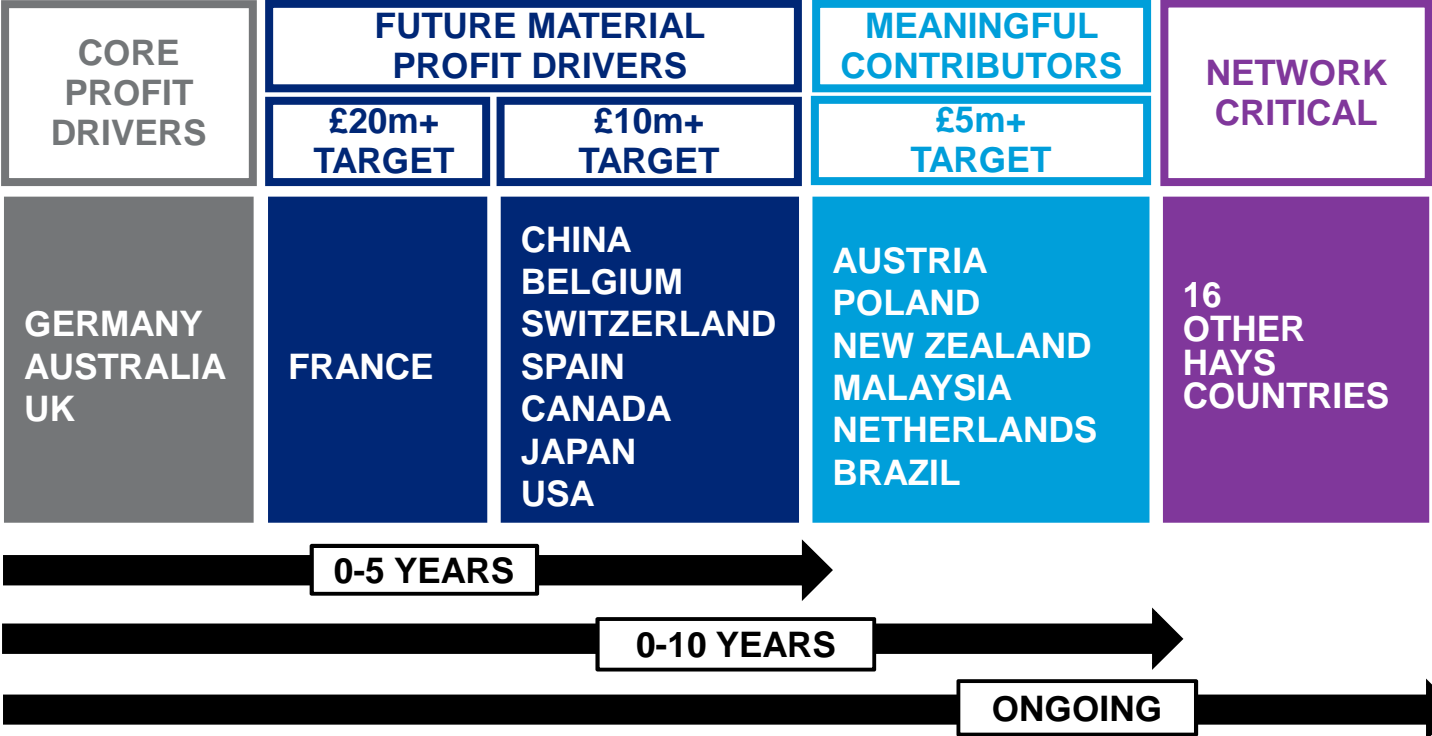 CORE
PROFIT
DRIVERS
FUTURE MATERIAL
PROFIT DRIVERS
£20m+
TARGET
£10m+
TARGET
MEANINGFUL
CONTRIBUTORS
£5m+
TARGET
NETWORK
CRITICAL
GERMANY
AUSTRALIA
UK
FRANCE
CHINA
BELGIUM
SWITZERLAND
SPAIN
CANADA
JAPAN
USA
AUSTRIA
POLAND
NEW ZEALAND
MALAYSIA
NETHERLANDS
BRAZIL
16
OTHER
HAYS
COUNTRIES
0-5 YEARS
0-10 YEARS
ONGOING